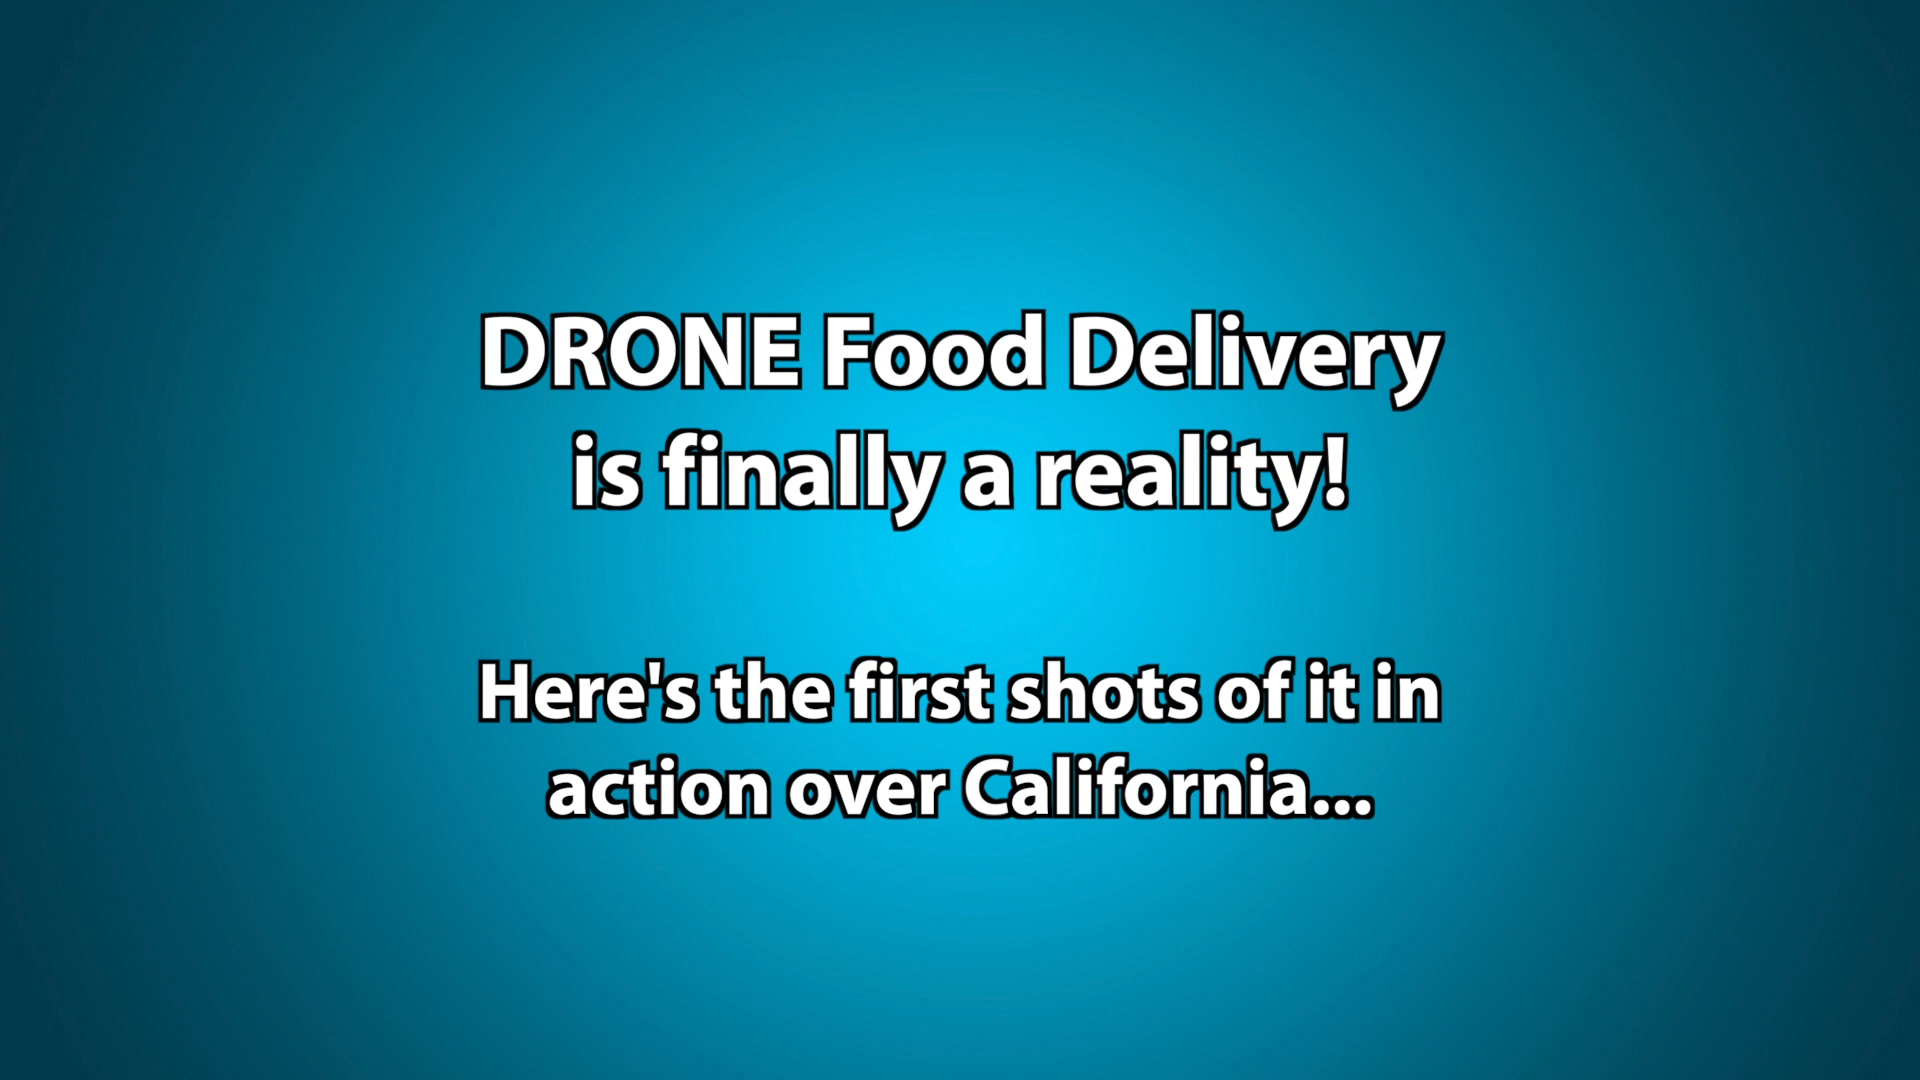 DRONE Food Delivery
is finally a reality!
Here's the first shots of it in
action over California...